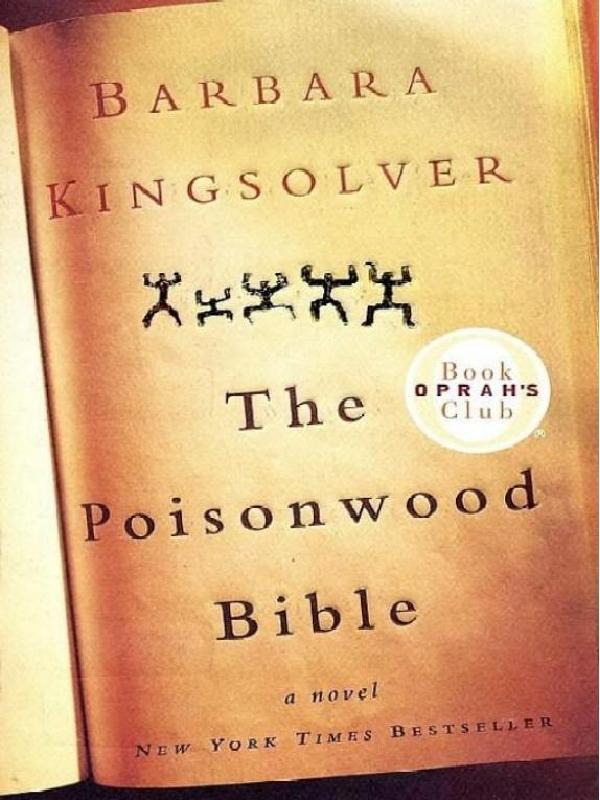 BARBARA
KINGSOLVER
The
Book
OPRAH'S
Club
Poisonwood
Bible
a novel
NEW YORK TIMES BESTSELLER